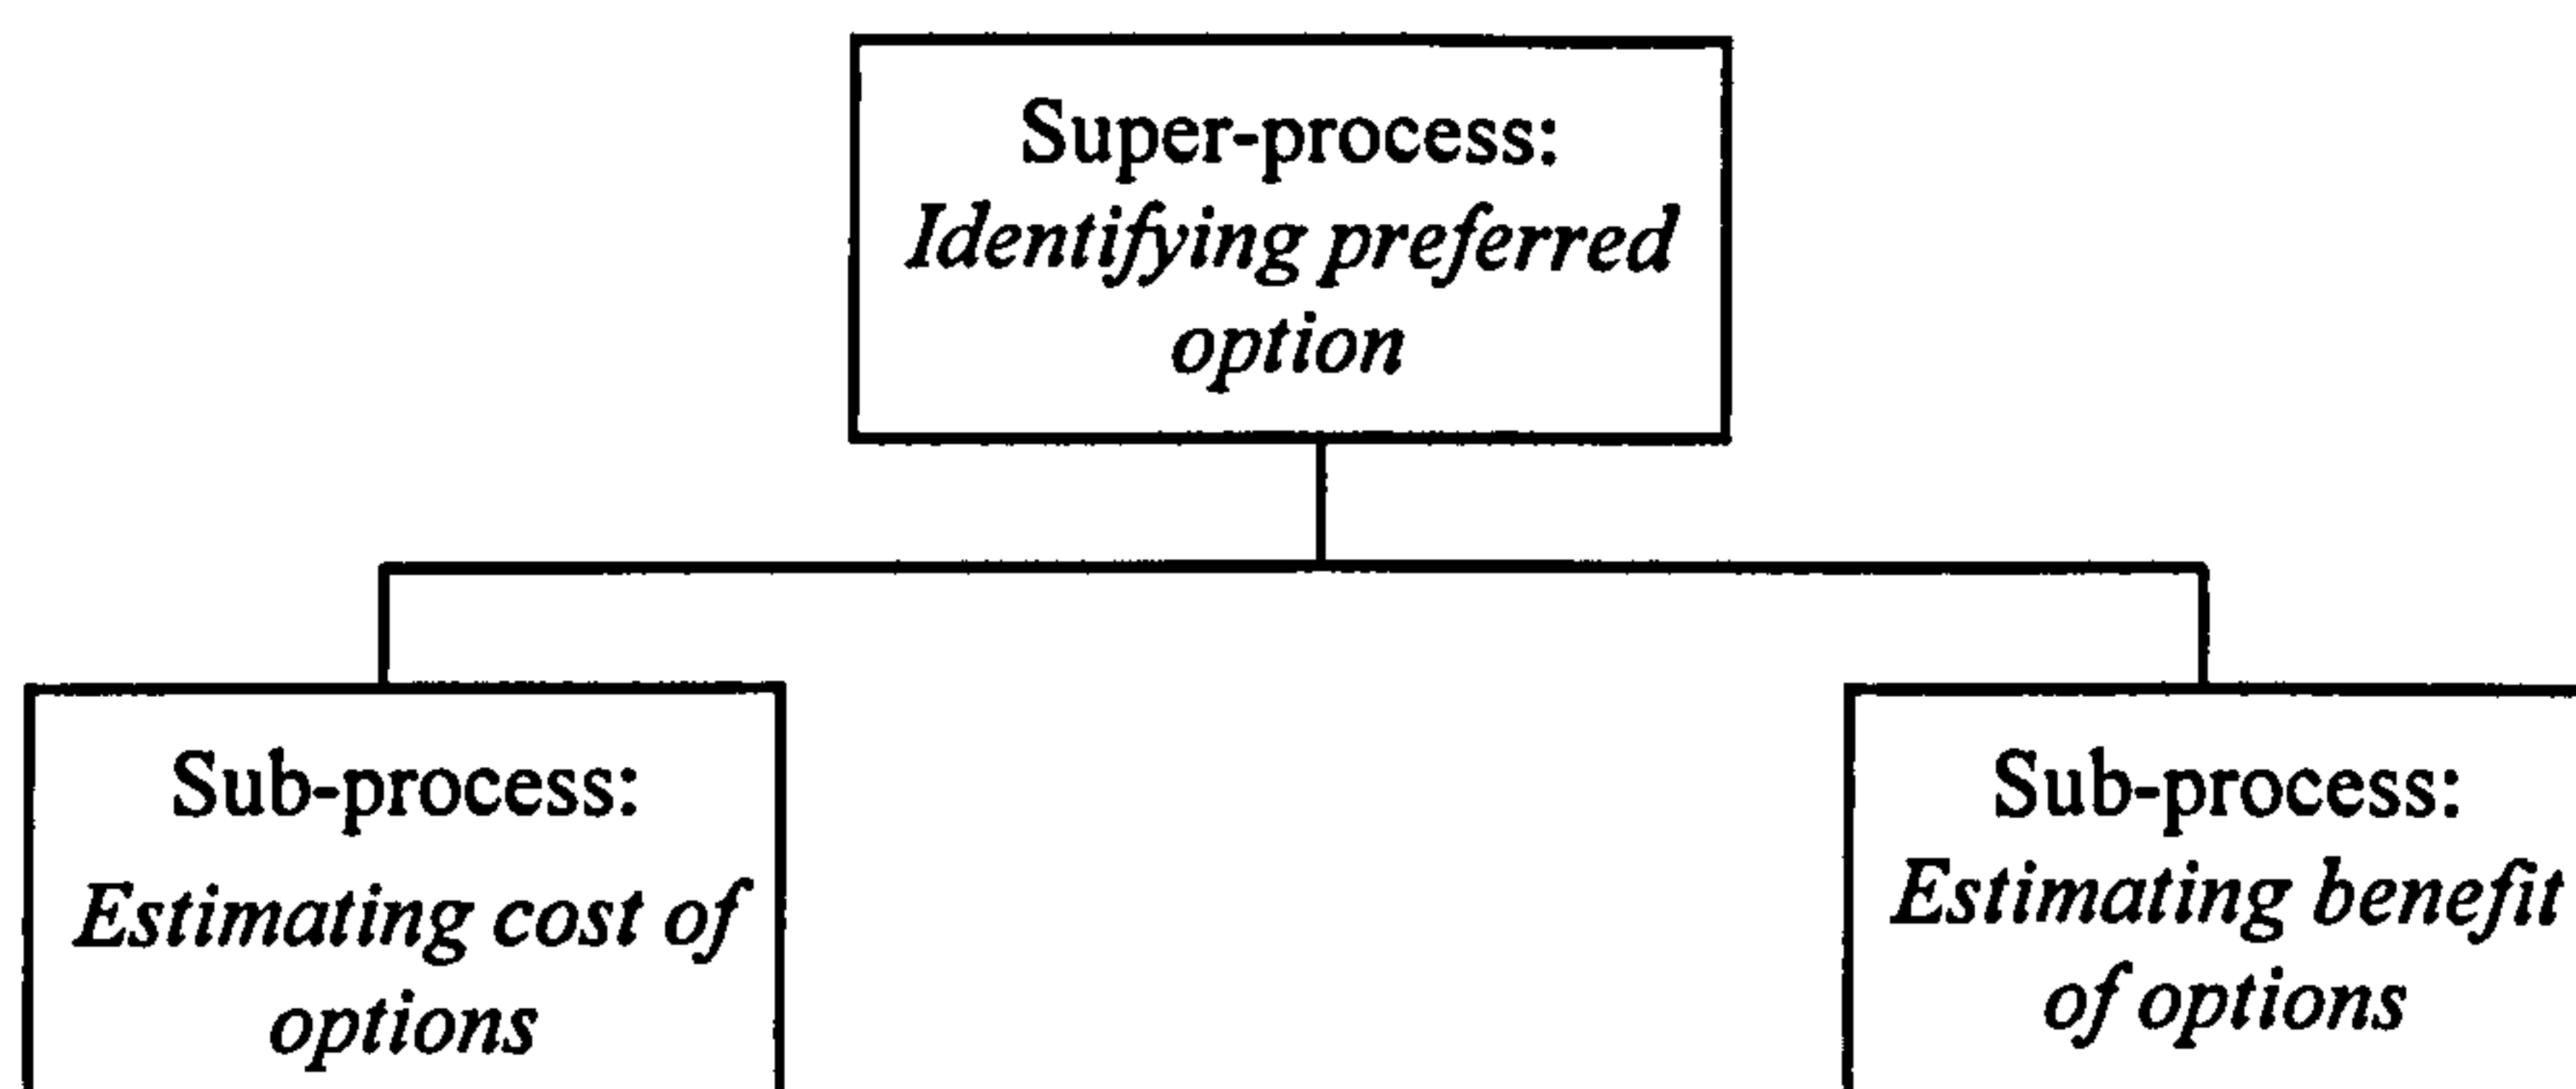 Super-process:
Identifying preferred
option
Sub-process:
Estimating cost of
options
Sub-process:
Estimating benefit
of options